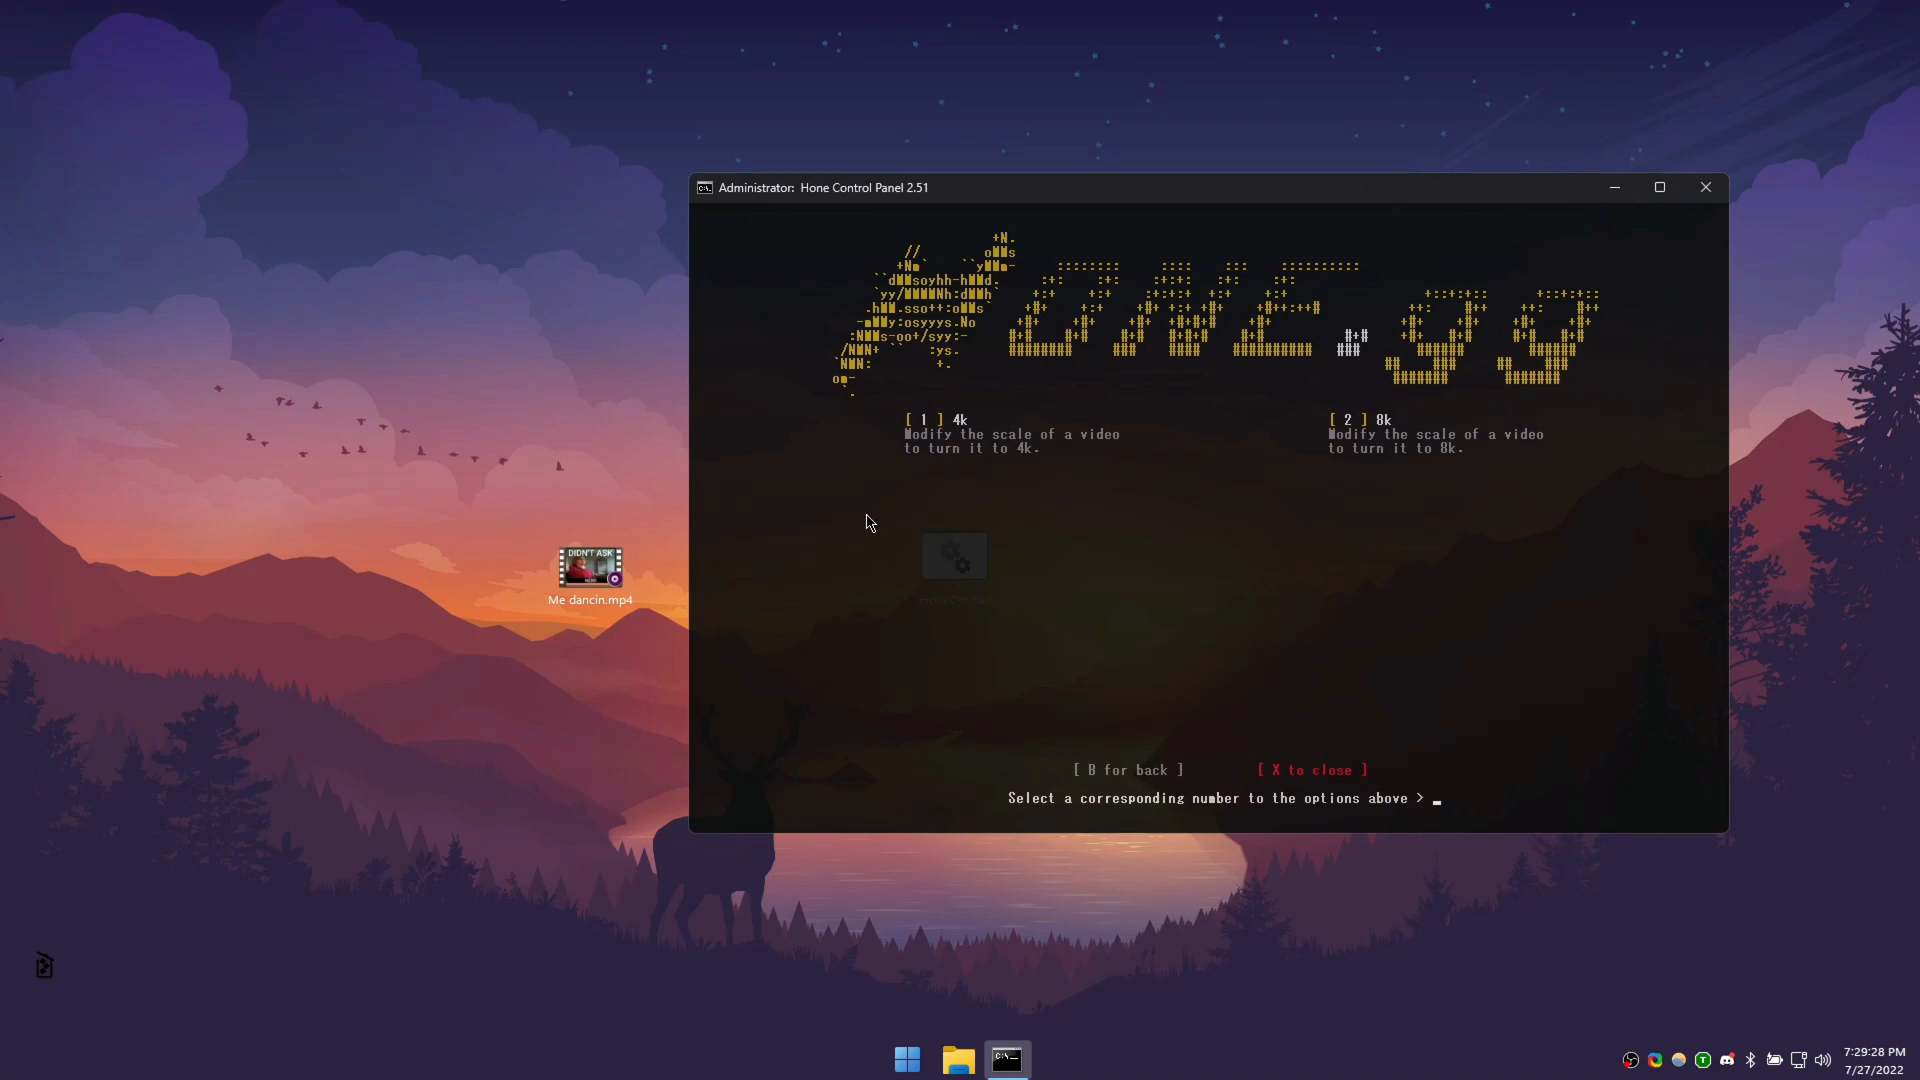 Administrator: Hone Control Panel 2.51
ONE.gg
[ 1 ] 4k
Modify the scale of a video
to turn it to 4k.
[ 2 ] 8k
Modify the scale of a video
to turn it to 8k.
DIDN'T ASK
Me dancin.mp4
[ B for back ]
[ X to close ]
Select a corresponding number to the options above >
7:29:28 PM
7/27/2022